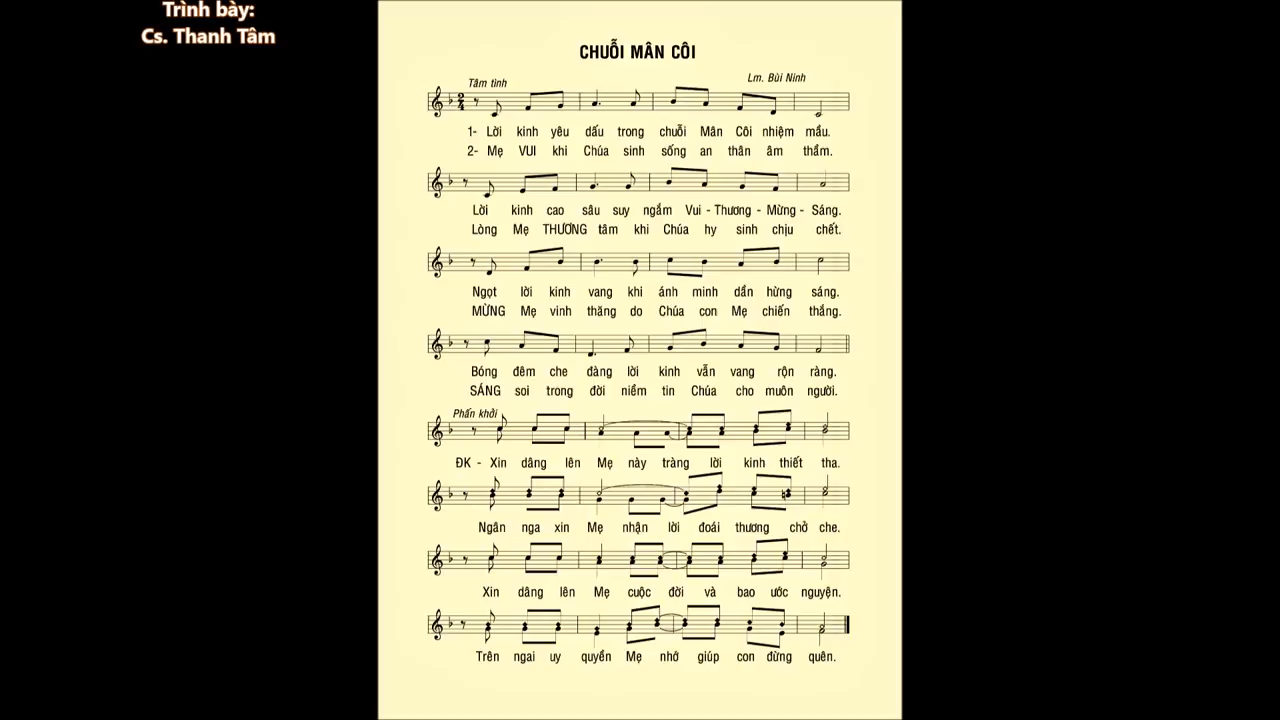 Trình bày:
Cs. Thanh Tâm
CHUỖI MÂN CÔI
Tâm tình
Lm. Bùi Ninh
1- Lời kinh yêu dấu trong chuỗi Mân Côi nhiệm mầu.
2- Mẹ VUI khi Chúa sinh sống an thân âm thầm.
Lời kinh cao sâu suy ngắm Vui - Thương - Mừng - Sáng.
Lòng Mẹ THƯƠNG tâm khi Chúa hy sinh chịu chết.
Ngọt lời kinh vang khi ánh minh dần hừng sáng.
MỪNG Mẹ vinh thăng do Chúa con Mẹ chiến thắng.
Bóng đêm che đàng lời kinh vẫn vang rộn ràng.
SÁNG soi trong đời niềm tin Chúa cho muôn người.
Phấn khởi
ĐK - Xin dâng lên Mẹ này tràng lời kinh thiết tha.
Ngân nga xin Mẹ nhận lời đoái thương chở che.
Xin dâng lên Mẹ cuộc đời và bao ước nguyện.
Trên ngai uy quyền Mẹ nhớ giúp con đừng quên.